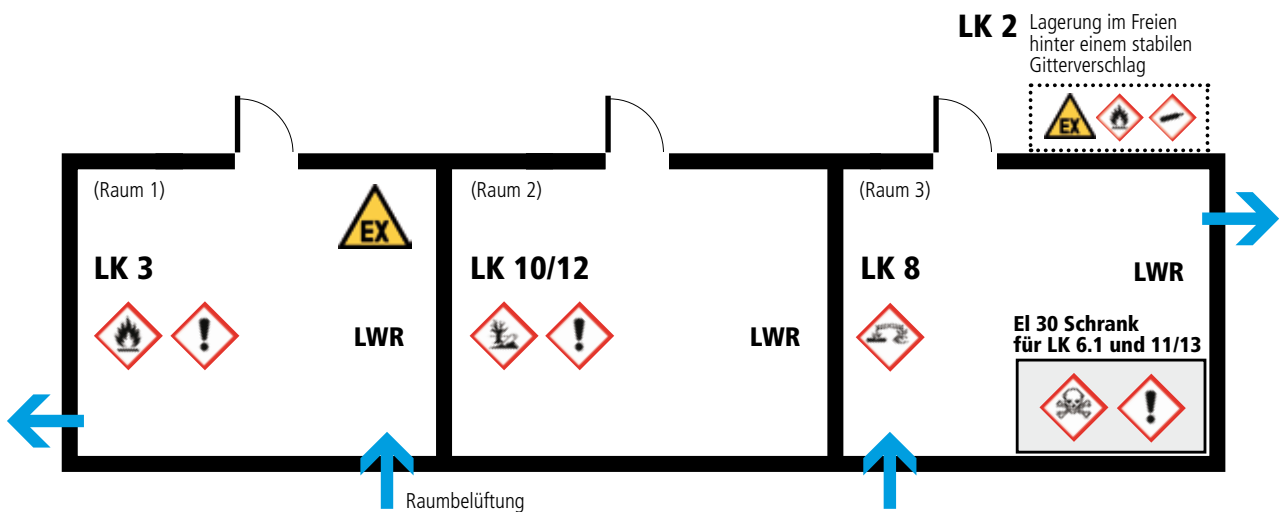 LK 2 Lagerung im Freien
hinter einem stabilen
Gitterverschlag
EX
(Raum 1)
EX
LK 3
LWR
(Raum 2)
LK 10/12
LWR
(Raum 3)
LK 8
LWR
EI 30 Schrank
für LK 6.1 und 11/13
Raumbelüftung